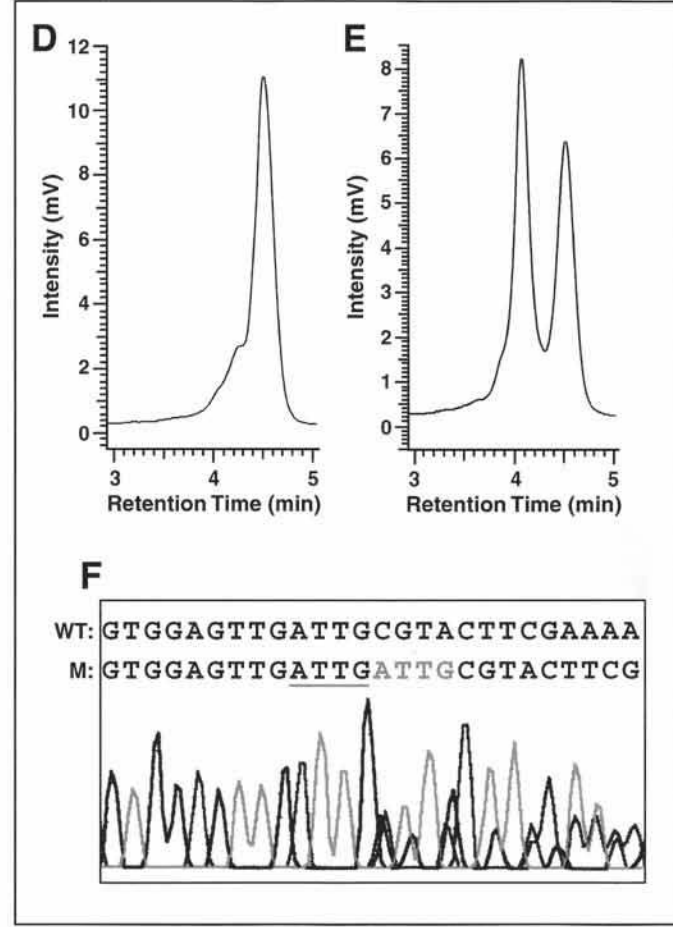 D
12
10
8
6
4
2
0
Intensity (mV)
3 4 5
Retention Time (min)
E
8
7
6
5
4
3
2
1
0
Intensity (mV)
3 4 5
Retention Time (min)
F
WT: GTGGAGTTGATTGCGTACTTCGAAAA
M: GTGGAGTTGATTGATTGCGTACTTCG